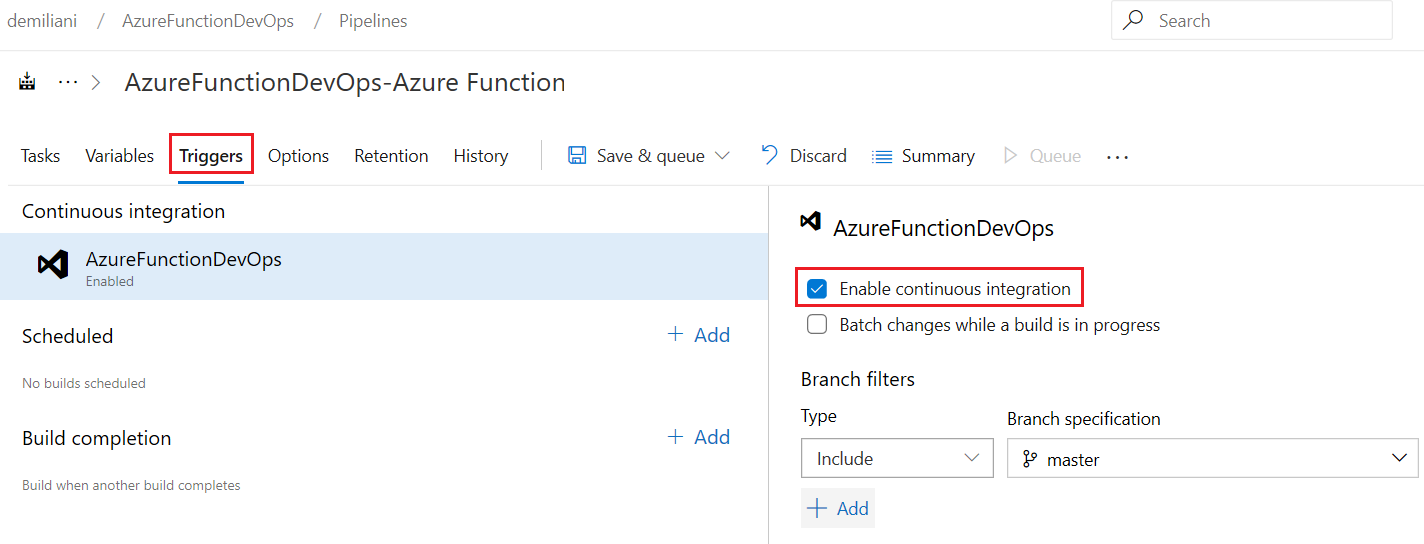 demiliani / AzureFunctionDevOps / Pipelines
Search
··· > AzureFunctionDevOps-Azure Function
Tasks Variables Triggers Options Retention History Save & queue Discard Summary Queue ···
Continuous integration
AzureFunctionDevOps
Enabled
Scheduled + Add
No builds scheduled
Build completion + Add
Build when another build completes
AzureFunctionDevOps
Enable continuous integration
Batch changes while a build is in progress
Branch filters
Type Branch specification
Include master
+ Add